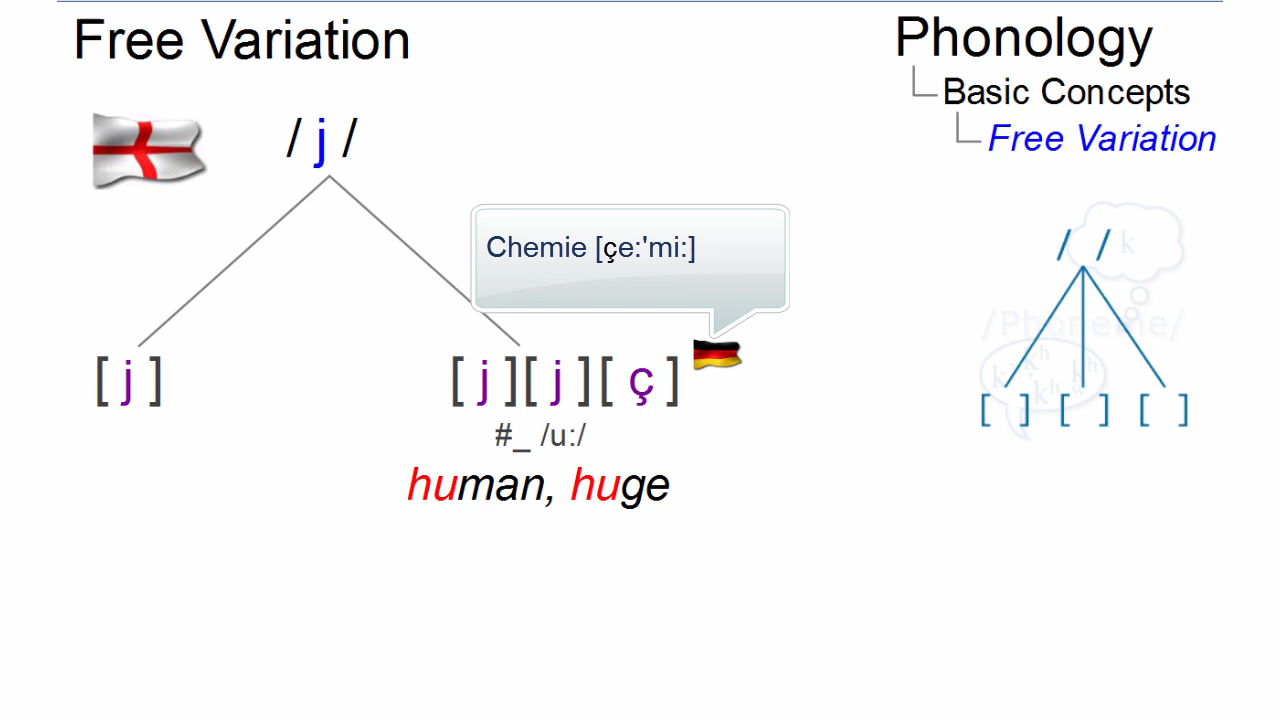 Free Variation
Phonology
Basic Concepts
Free Variation
/ j /
Chemie [çe:'mi:]
[ j ]
[ j ][ j ][ ç ]
#_ /u:/
human, huge
/ /
k
/Phoneme/
[ ] [ ] [ ]